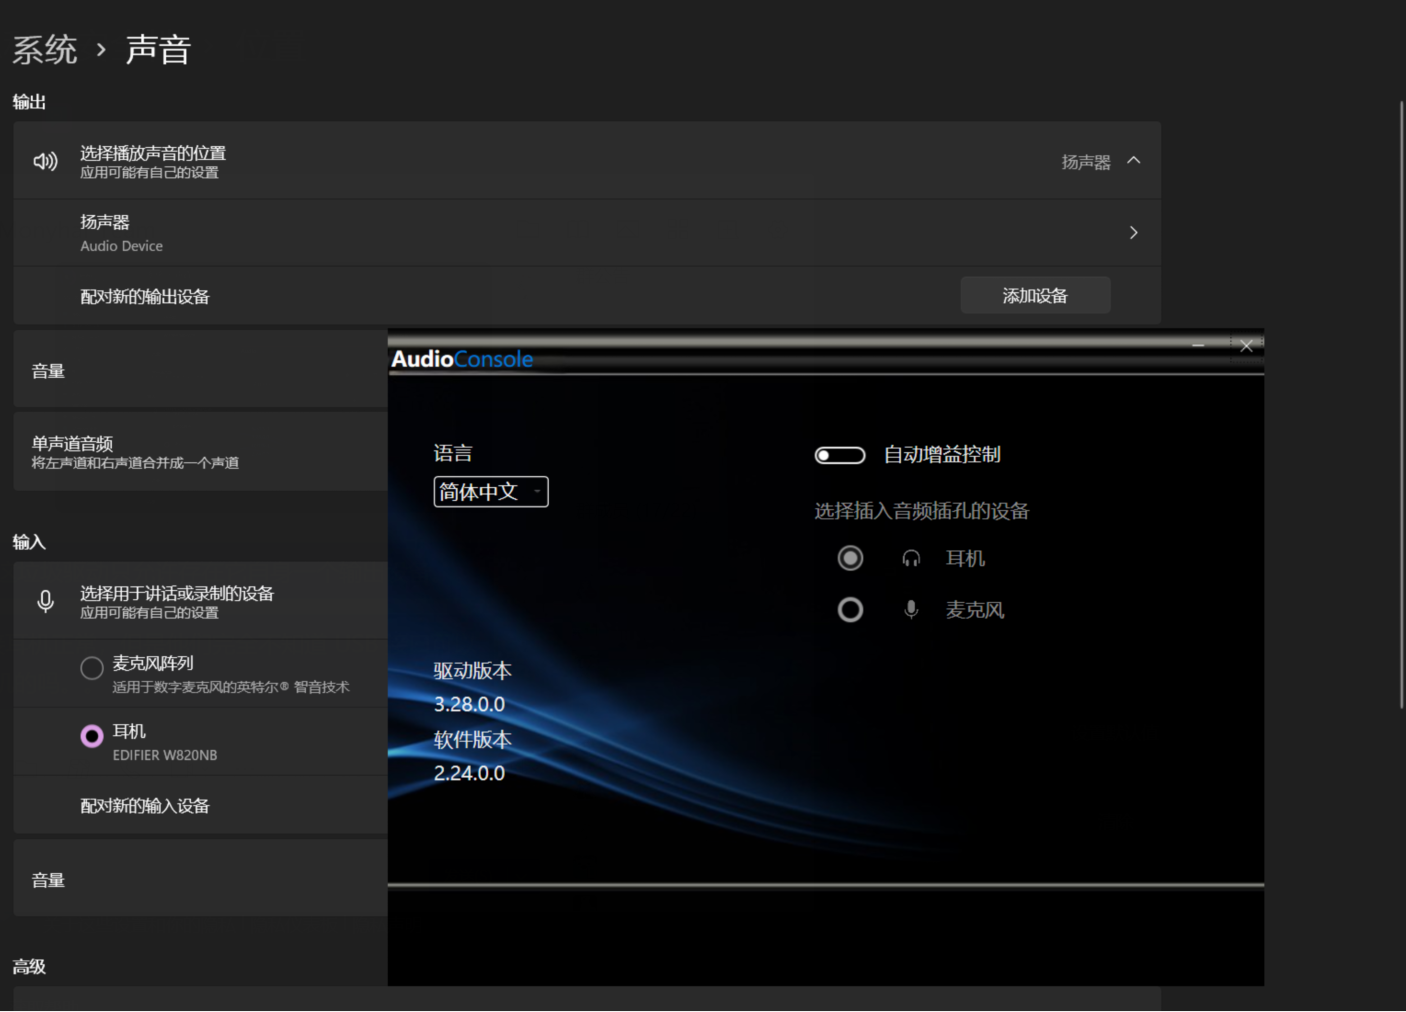 系统 › 声音
输出
选择播放声音的位置
应用可能有自己的设置
扬声器
扬声器
Audio Device
配对新的输出设备
添加设备
音量
单声道音频
将左声道和右声道合并成一个声道
输入
选择用于讲话或录制的设备
应用可能有自己的设置
麦克风阵列
适用于数字麦克风的英特尔® 智音技术
耳机
EDIFIER W820NB
配对新的输入设备
音量
高级
AudioConsole
语言
简体中文
自动增益控制
选择插入音频插孔的设备
耳机
麦克风
驱动版本
3.28.0.0
软件版本
2.24.0.0